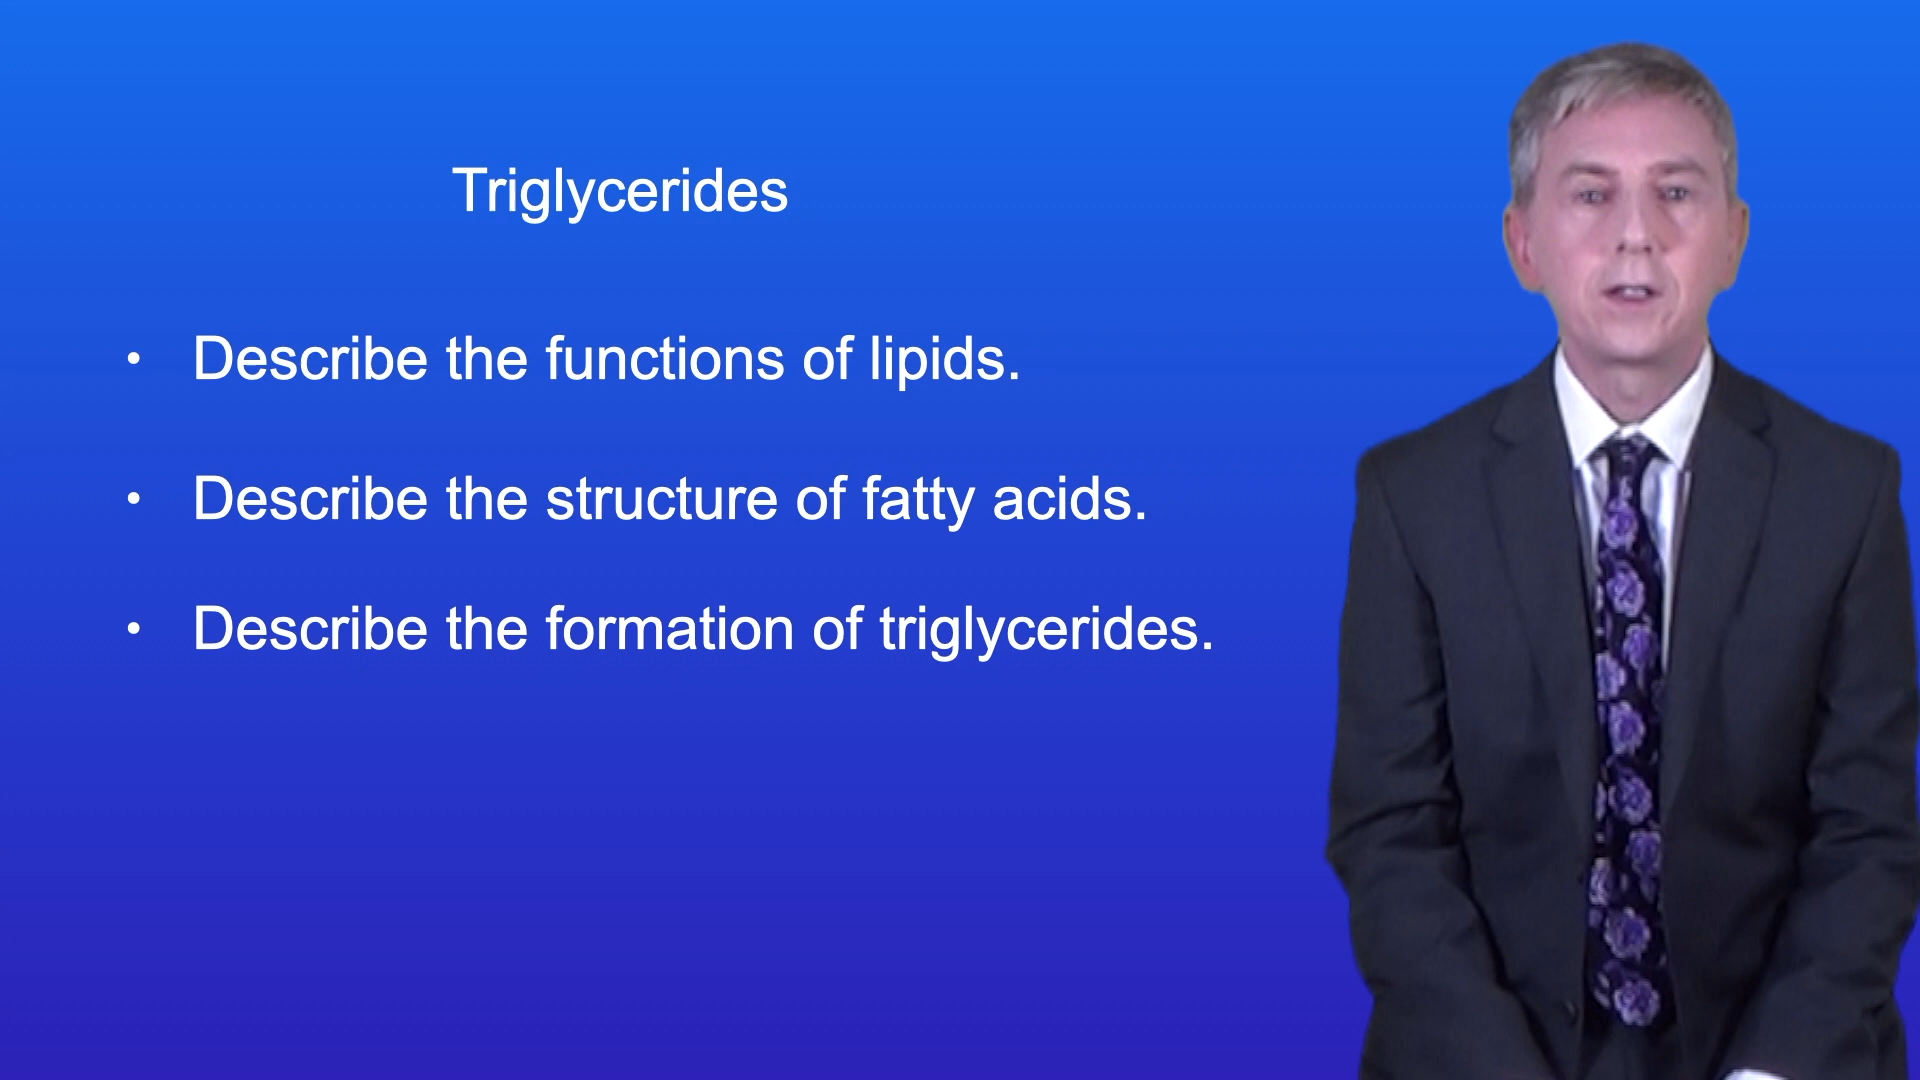 Triglycerides
• Describe the functions of lipids.
• Describe the structure of fatty acids.
• Describe the formation of triglycerides.